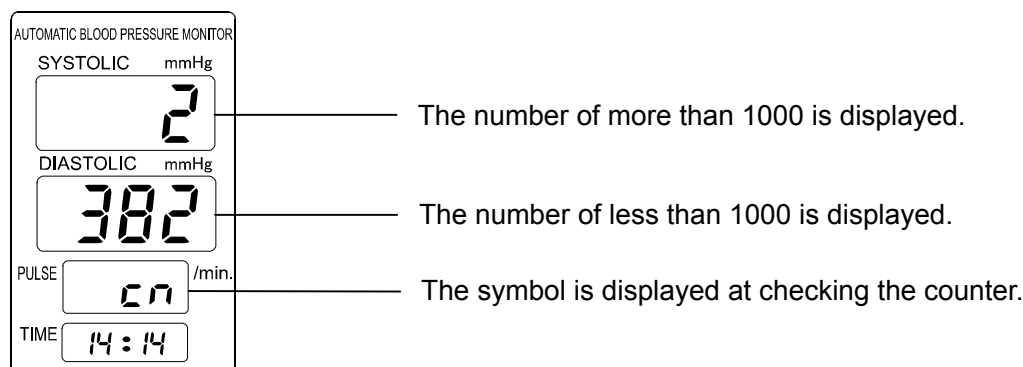 AUTOMATIC BLOOD PRESSURE MONITOR
SYSTOLIC mmHg
2
The number of more than 1000 is displayed.
DIASTOLIC mmHg
382
The number of less than 1000 is displayed.
PULSE cn /min.
The symbol is displayed at checking the counter.
TIME 14:14